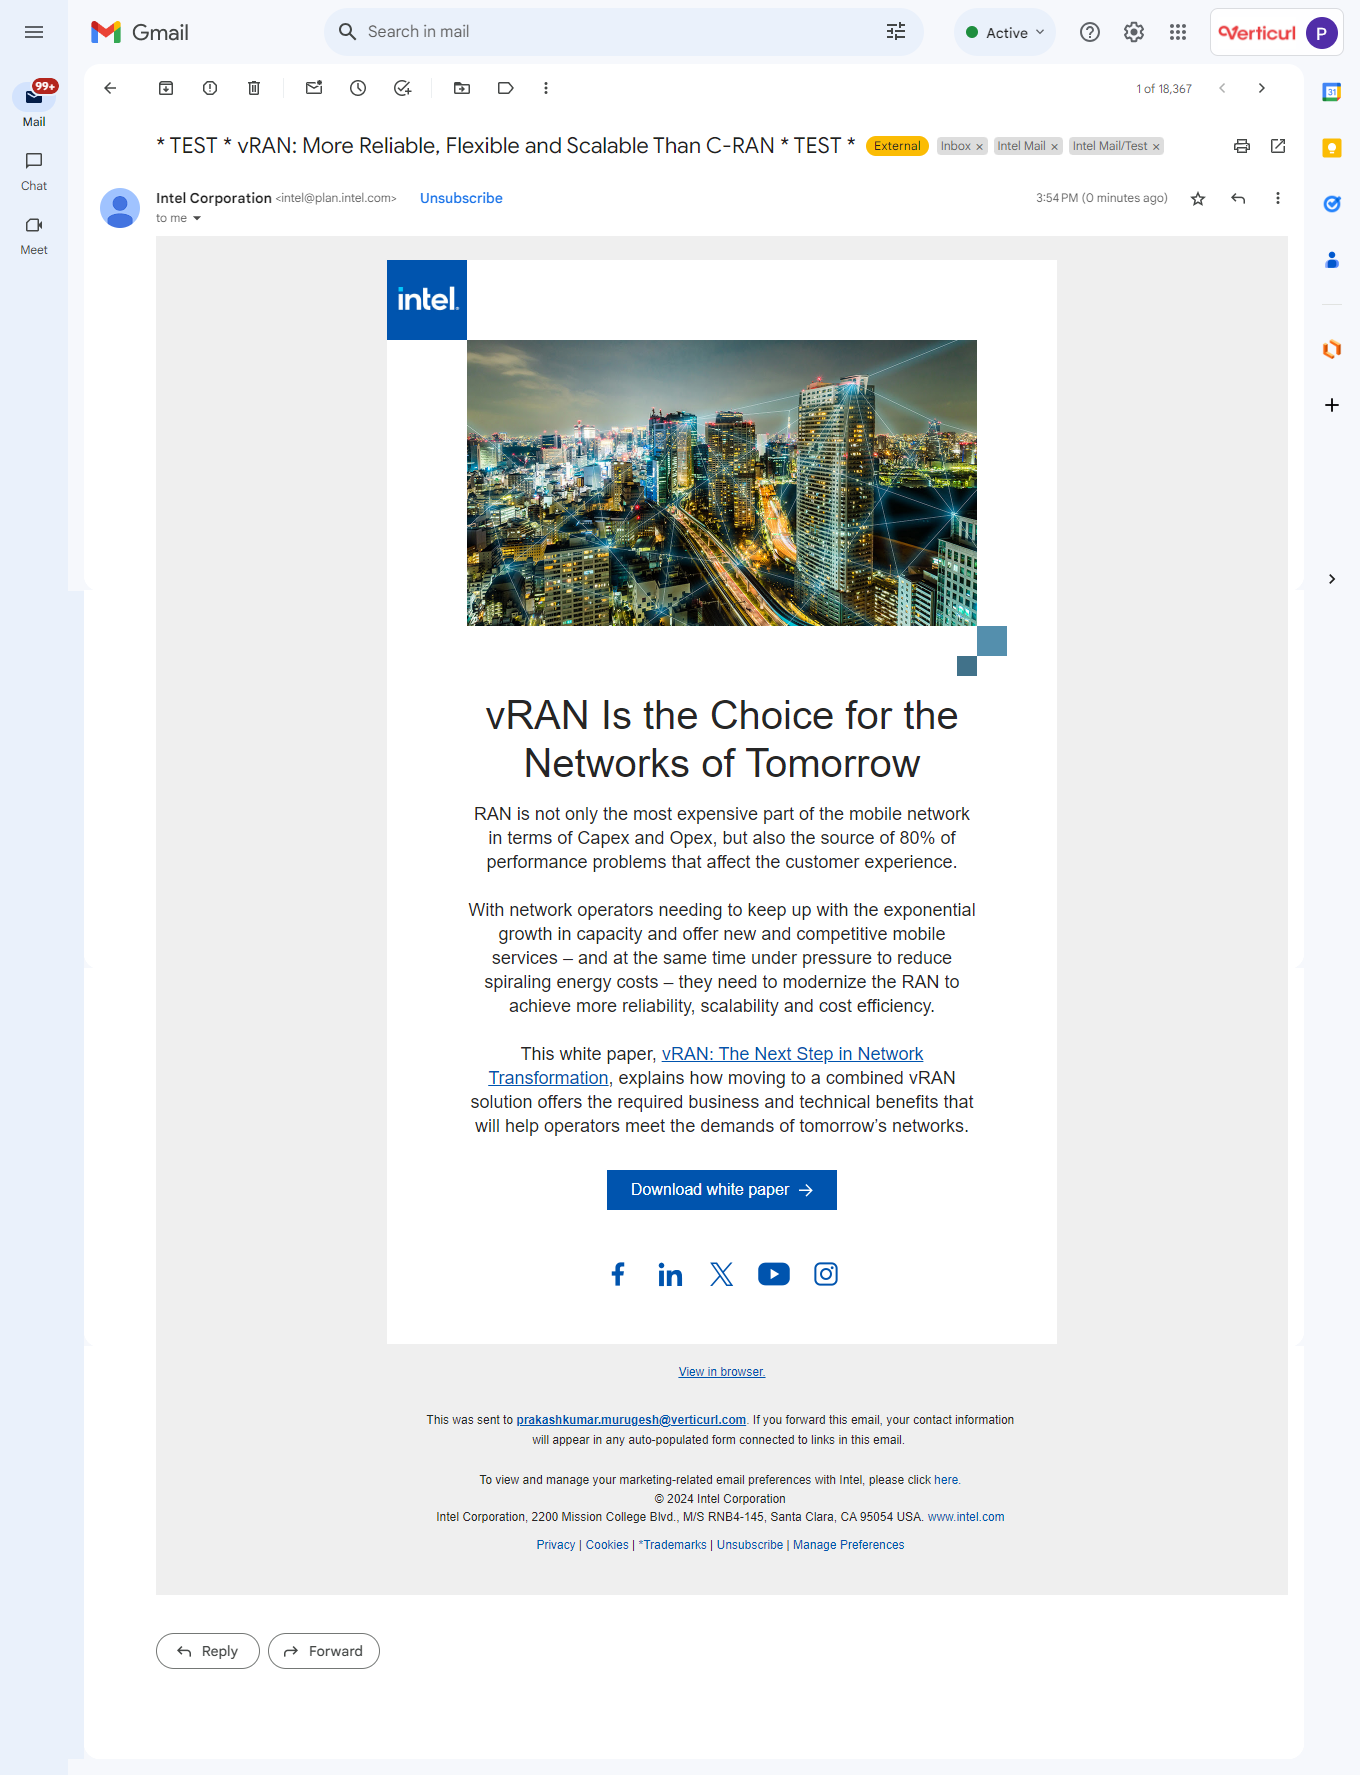 Gmail
Search in mail
Active
Verticurl
P
99+
Mail
Chat
Meet
1 of 18,367
31
* TEST * vRAN: More Reliable, Flexible and Scalable Than C-RAN * TEST *
External
Inbox ×
Intel Mail ×
Intel Mail/Test ×
Intel Corporation <intel@plan.intel.com> Unsubscribe
3:54 PM (0 minutes ago)
to me
intel.
vRAN Is the Choice for the
Networks of Tomorrow
RAN is not only the most expensive part of the mobile network
in terms of Capex and Opex, but also the source of 80% of
performance problems that affect the customer experience.
With network operators needing to keep up with the exponential
growth in capacity and offer new and competitive mobile
services – and at the same time under pressure to reduce
spiraling energy costs – they need to modernize the RAN to
achieve more reliability, scalability and cost efficiency.
This white paper, vRAN: The Next Step in Network
Transformation, explains how moving to a combined vRAN
solution offers the required business and technical benefits that
will help operators meet the demands of tomorrow’s networks.
Download white paper →
View in browser.
This was sent to prakashkumar.murugesh@verticurl.com. If you forward this email, your contact information
will appear in any auto-populated form connected to links in this email.
To view and manage your marketing-related email preferences with Intel, please click here.
© 2024 Intel Corporation
Intel Corporation, 2200 Mission College Blvd., M/S RNB4-145, Santa Clara, CA 95054 USA. www.intel.com
Privacy | Cookies | *Trademarks | Unsubscribe | Manage Preferences
Reply
Forward